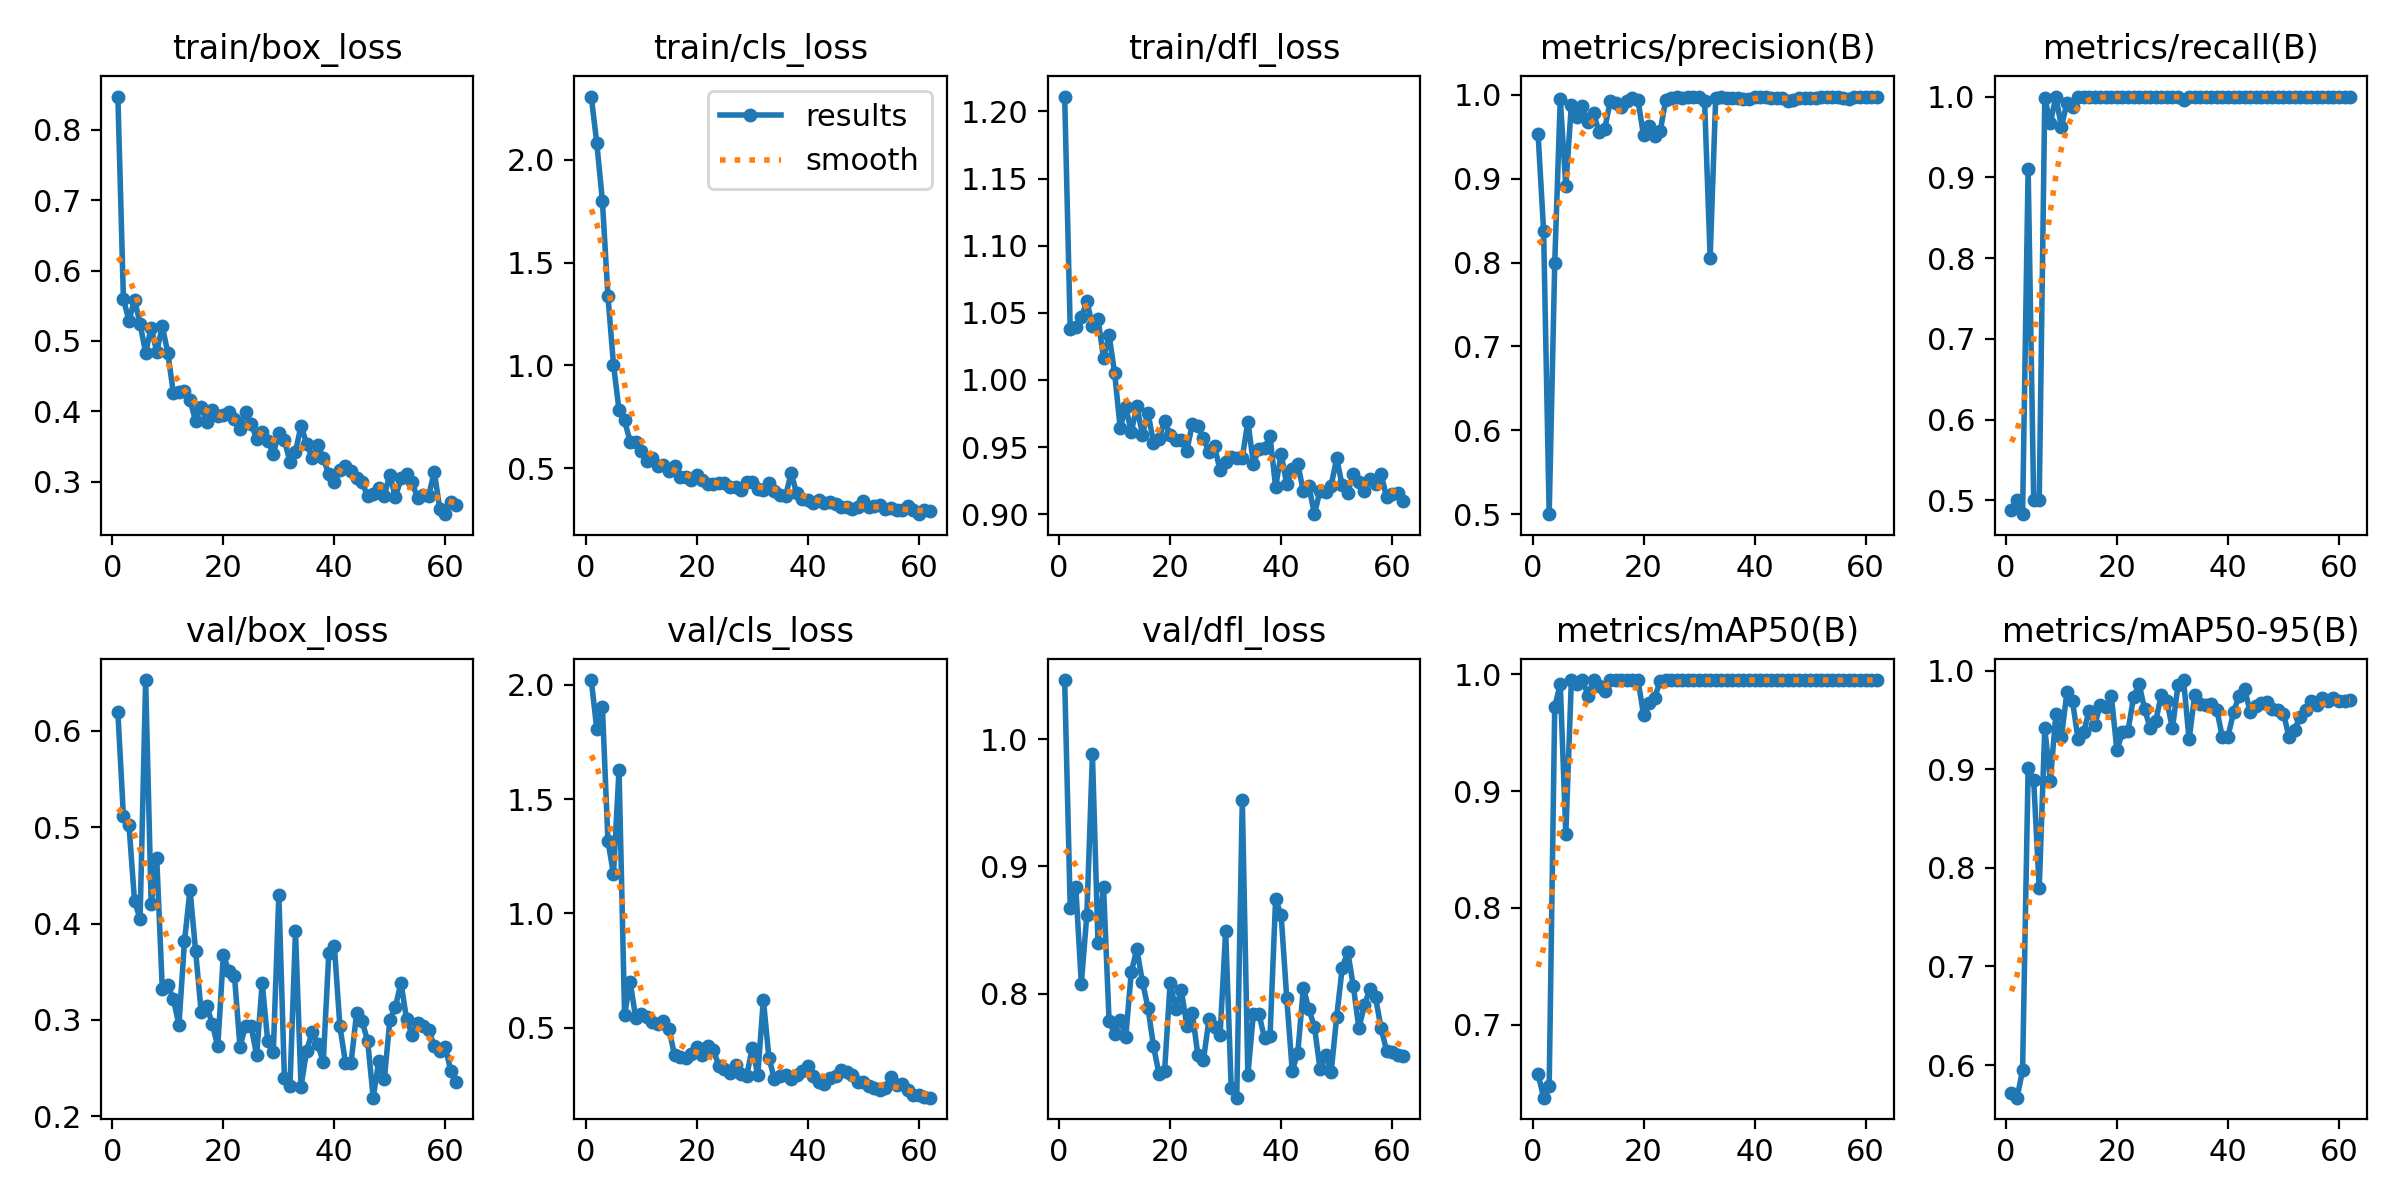 train/box_loss
0.8
0.7
0.6
0.5
0.4
0.3
0 20 40 60
train/cls_loss
results
smooth
2.0
1.5
1.0
0.5
0 20 40 60
train/dfl_loss
1.20
1.15
1.10
1.05
1.00
0.95
0.90
0 20 40 60
metrics/precision(B)
1.0
0.9
0.8
0.7
0.6
0.5
0 20 40 60
metrics/recall(B)
1.0
0.9
0.8
0.7
0.6
0.5
0 20 40 60
val/box_loss
0.6
0.5
0.4
0.3
0.2
0 20 40 60
val/cls_loss
2.0
1.5
1.0
0.5
0 20 40 60
val/dfl_loss
1.0
0.9
0.8
0 20 40 60
metrics/mAP50(B)
1.0
0.9
0.8
0.7
0 20 40 60
metrics/mAP50-95(B)
1.0
0.9
0.8
0.7
0.6
0 20 40 60